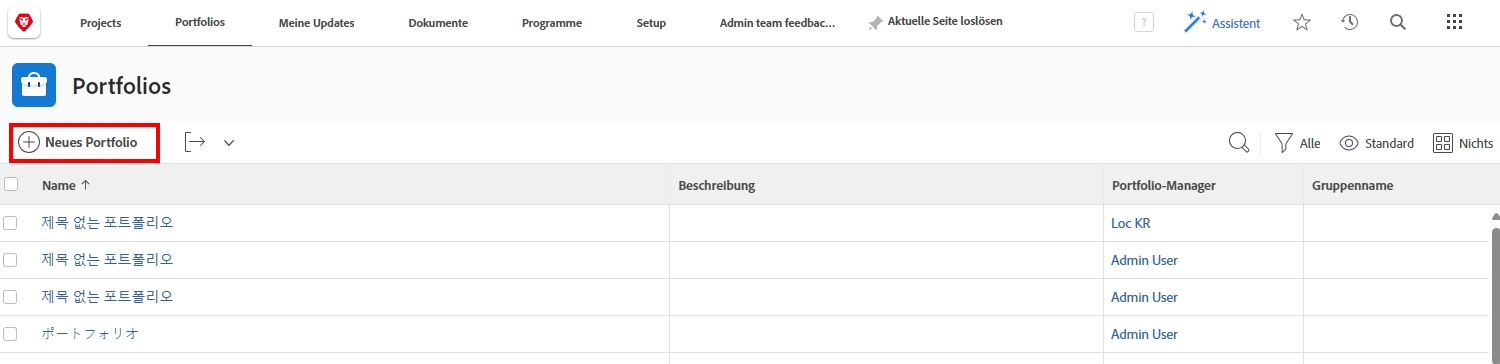 Projects Portfolios Meine Updates Dokumente Programme Setup Admin team feedbac... Aktuelle Seite loslösen ? Assistent
Portfolios
Neues Portfolio Alle Standard Nichts
Name ↑ Beschreibung Portfolio-Manager Gruppenname
제목 없는 포트폴리오 Loc KR
제목 없는 포트폴리오 Admin User
제목 없는 포트폴리오 Admin User
ポートフォリオ Admin User